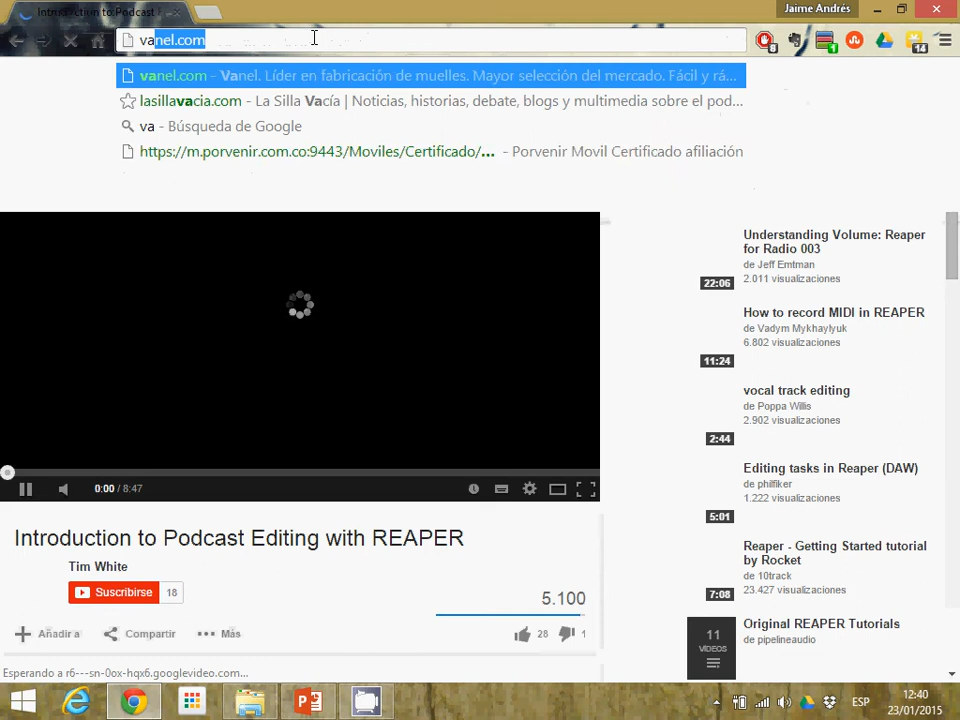 Introduction to Podcast
Jaime Andrés
vanel.com
8
1
14
vanel.com - Vanel. Líder en fabricación de muelles. Mayor selección del mercado. Fácil y rá...
lasillavacia.com - La Silla Vacía | Noticias, historias, debate, blogs y multimedia sobre el pod...
va - Búsqueda de Google
https://m.porvenir.com.co:9443/Moviles/Certificado/... - Porvenir Movil Certificado afiliación
0:00 / 8:47
Introduction to Podcast Editing with REAPER
Tim White
Suscribirse 18
5.100
Añadir a Compartir Más 28 1
Esperando a r6---sn-0ox-hqx6.googlevideo.com...
Understanding Volume: Reaper
for Radio 003
de Jeff Emtman
2.011 visualizaciones
22:06
How to record MIDI in REAPER
de Vadym Mykhaylyuk
6.802 visualizaciones
11:24
vocal track editing
de Poppa Willis
2.902 visualizaciones
2:44
Editing tasks in Reaper (DAW)
de philfiker
1.222 visualizaciones
5:01
Reaper - Getting Started tutorial
by Rocket
de 10track
23.427 visualizaciones
7:08
Original REAPER Tutorials
de pipelineaudio
11
VÍDEOS
ESP
12:40
23/01/2015